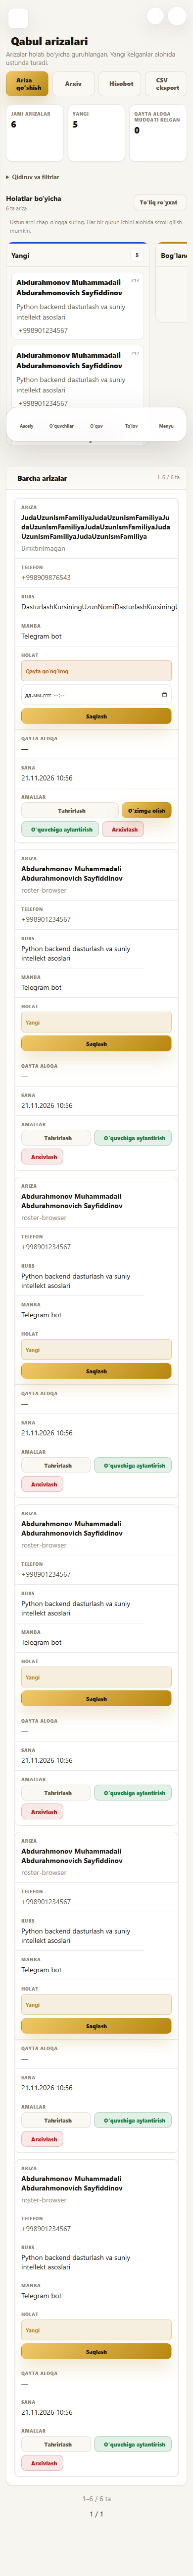 Qabul arizalari
Arizalar holati bo'yicha guruhlangan. Yangi kelganlar alohida
ustunda turadi.
Ariza
qo'shish
Arxiv
Hisobot
CSV
eksport
JAMI ARIZALAR
6
YANGI
5
QAYTA ALOQA
MUDDATI KELGAN
0
Qidiruv va filtrlar
Holatlar bo'yicha
6 ta ariza
To'liq ro'yxat
Ustunlarni chap-o'ngga suring. Har bir guruh ichini alohida scroll qilish
mumkin.
Yangi
5
Abdurahmonov Muhammadali
Abdurahmonovich Sayfiddinov
#13
Python backend dasturlash va suniy
intellekt asoslari
+998901234567
Abdurahmonov Muhammadali
Abdurahmonovich Sayfiddinov
#12
Python backend dasturlash va suniy
intellekt asoslari
+998901234567
Asosiy
O'quvchilar
O'quv
To'lov
Menyu
Barcha arizalar
1–6 / 6 ta
ARIZA
JudaUzunIsmFamiliyaJudaUzunIsmFamiliyaJu
daUzunIsmFamiliyaJudaUzunIsmFamiliyaJuda
UzunIsmFamiliyaJudaUzunIsmFamiliya
Biriktirilmagan
TELEFON
+998909876543
KURS
DasturlashKursiningUzunNomiDasturlashKursiningU
MANBA
Telegram bot
HOLAT
Qayta qo'ng'iroq
дд.мм.гггг --:--
Saqlash
QAYTA ALOQA
—
SANA
21.11.2026 10:56
AMALLAR
Tahrirlash
O'zimga olish
O'quvchiga aylantirish
Arxivlash
ARIZA
Abdurahmonov Muhammadali
Abdurahmonovich Sayfiddinov
roster-browser
TELEFON
+998901234567
KURS
Python backend dasturlash va suniy
intellekt asoslari
MANBA
Telegram bot
HOLAT
Yangi
Saqlash
QAYTA ALOQA
—
SANA
21.11.2026 10:56
AMALLAR
Tahrirlash
O'quvchiga aylantirish
Arxivlash
ARIZA
Abdurahmonov Muhammadali
Abdurahmonovich Sayfiddinov
roster-browser
TELEFON
+998901234567
KURS
Python backend dasturlash va suniy
intellekt asoslari
MANBA
Telegram bot
HOLAT
Yangi
Saqlash
QAYTA ALOQA
—
SANA
21.11.2026 10:56
AMALLAR
Tahrirlash
O'quvchiga aylantirish
Arxivlash
ARIZA
Abdurahmonov Muhammadali
Abdurahmonovich Sayfiddinov
roster-browser
TELEFON
+998901234567
KURS
Python backend dasturlash va suniy
intellekt asoslari
MANBA
Telegram bot
HOLAT
Yangi
Saqlash
QAYTA ALOQA
—
SANA
21.11.2026 10:56
AMALLAR
Tahrirlash
O'quvchiga aylantirish
Arxivlash
ARIZA
Abdurahmonov Muhammadali
Abdurahmonovich Sayfiddinov
roster-browser
TELEFON
+998901234567
KURS
Python backend dasturlash va suniy
intellekt asoslari
MANBA
Telegram bot
HOLAT
Yangi
Saqlash
QAYTA ALOQA
—
SANA
21.11.2026 10:56
AMALLAR
Tahrirlash
O'quvchiga aylantirish
Arxivlash
ARIZA
Abdurahmonov Muhammadali
Abdurahmonovich Sayfiddinov
roster-browser
TELEFON
+998901234567
KURS
Python backend dasturlash va suniy
intellekt asoslari
MANBA
Telegram bot
HOLAT
Yangi
Saqlash
QAYTA ALOQA
—
SANA
21.11.2026 10:56
AMALLAR
Tahrirlash
O'quvchiga aylantirish
Arxivlash
1–6 / 6 ta
1 / 1